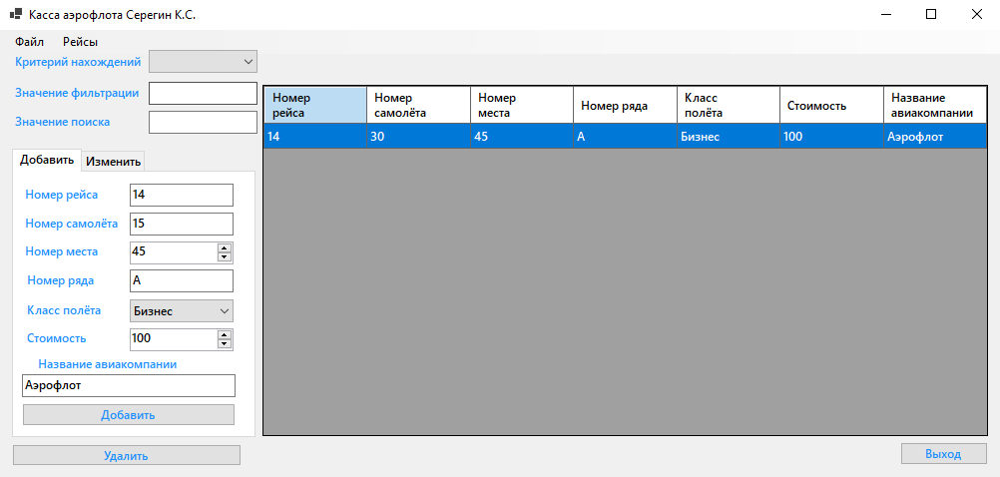 Касса аэрофлота Серегин К.С.
Файл Рейсы
Критерий нахождений
Значение фильтрации
Значение поиска
Добавить Изменить
Номер рейса 14
Номер самолёта 15
Номер места 45
Номер ряда А
Класс полёта Бизнес
Стоимость 100
Название авиакомпании
Аэрофлот
Добавить
Удалить
Номер рейса Номер самолёта Номер места Номер ряда Класс полёта Стоимость Название авиакомпании
14 30 45 А Бизнес 100 Аэрофлот
Выход